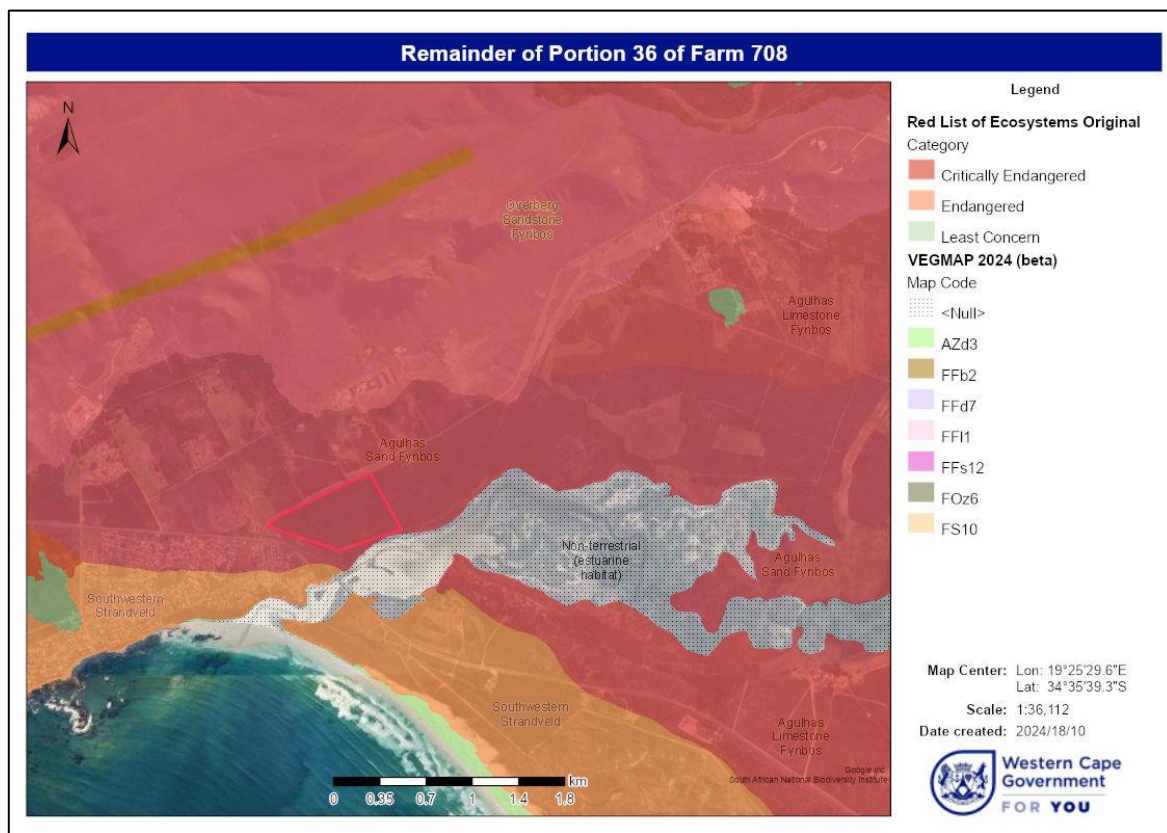 Remainder of Portion 36 of Farm 708
N
Overberg
Sandstone
Fynbos
Agulhas
Limestone
Fynbos
Agulhas
Sand Fynbos
Non-terrestrial
(estuarine
habitat)
Agulhas
Sand Fynbos
Southwestern
Strandveld
Southwestern
Strandveld
Agulhas
Limestone
Fynbos
Google Inc
South African National Biodiversity Institute
km
0 0.35 0.7 1 1.4 1.8
Legend
Red List of Ecosystems Original
Category
Critically Endangered
Endangered
Least Concern
VEGMAP 2024 (beta)
Map Code
<Null>
AZd3
FFb2
FFd7
FFl1
FFs12
FOz6
FS10
Map Center: Lon: 19°25'29.6"E
Lat: 34°35'39.3"S
Scale: 1:36,112
Date created: 2024/18/10
Western Cape
Government
FOR YOU